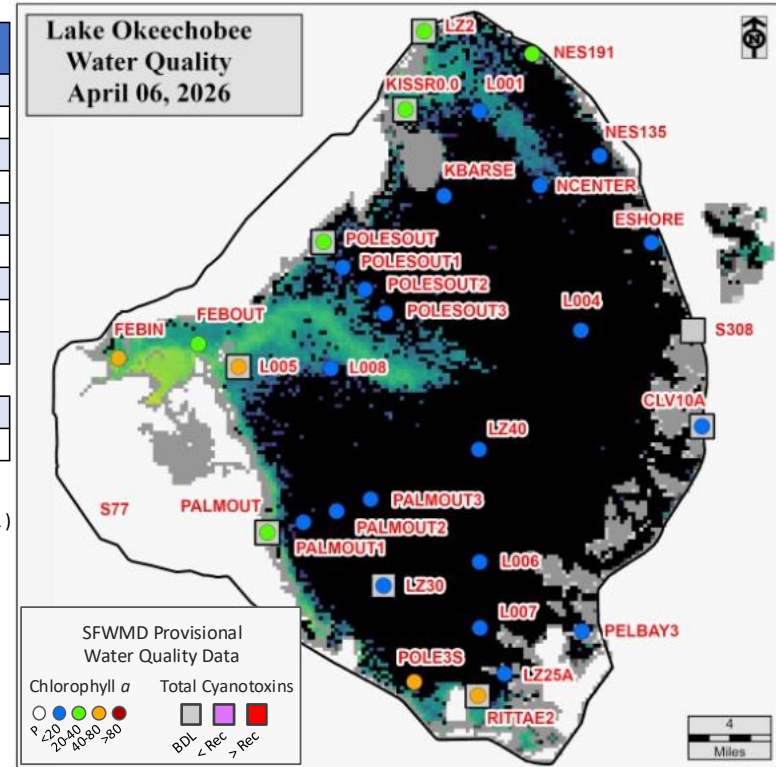 Lake Okeechobee
Water Quality
April 06, 2026
N
LZ2
NES191
KISSR0.0
L001
NES135
KBARSE
NCENTER
ESHORE
POLESOUT
POLESOUT1
POLESOUT2
POLESOUT3
L004
S308
FEBIN
FEBOUT
L005
L008
CLV10A
LZ40
S77
PALMOUT
PALMOUT3
PALMOUT2
PALMOUT1
L006
LZ30
L007
PELBAY3
POLE3S
LZ25A
RITTAE2
.)
SFWMD Provisional
Water Quality Data
Chlorophyll a
Total Cyanotoxins
P <20 20-40 40-80 >80
BDL < Rec > Rec
4
Miles